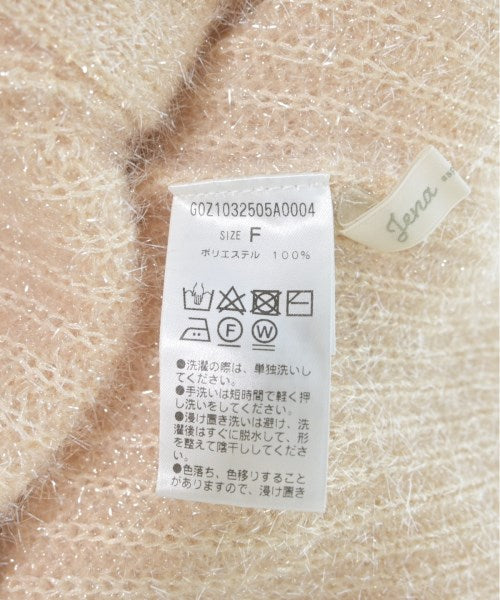 G0Z1032505A0004
SIZE F
ポリエステル 100%
Jena
F W
●洗濯の際は、単独洗いし
てください。
●手洗いは短時間で軽く押
し洗いをしてください。
●浸け置き洗いは避け、洗
濯後はすぐに脱水して、形
を整えて陰干ししてくださ
い。
●色落ち、色移りすること
がありますので、浸け置き